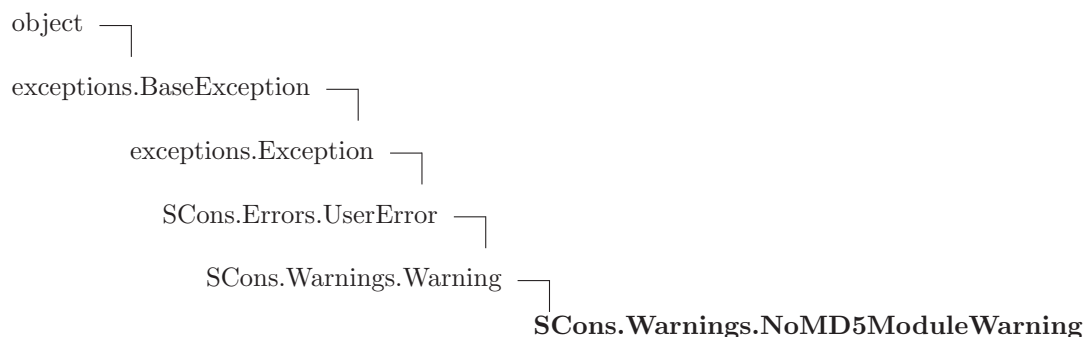 object
exceptions.BaseException
exceptions.Exception
SCons.Errors.UserError
SCons.Warnings.Warning
SCons.Warnings.NoMD5ModuleWarning